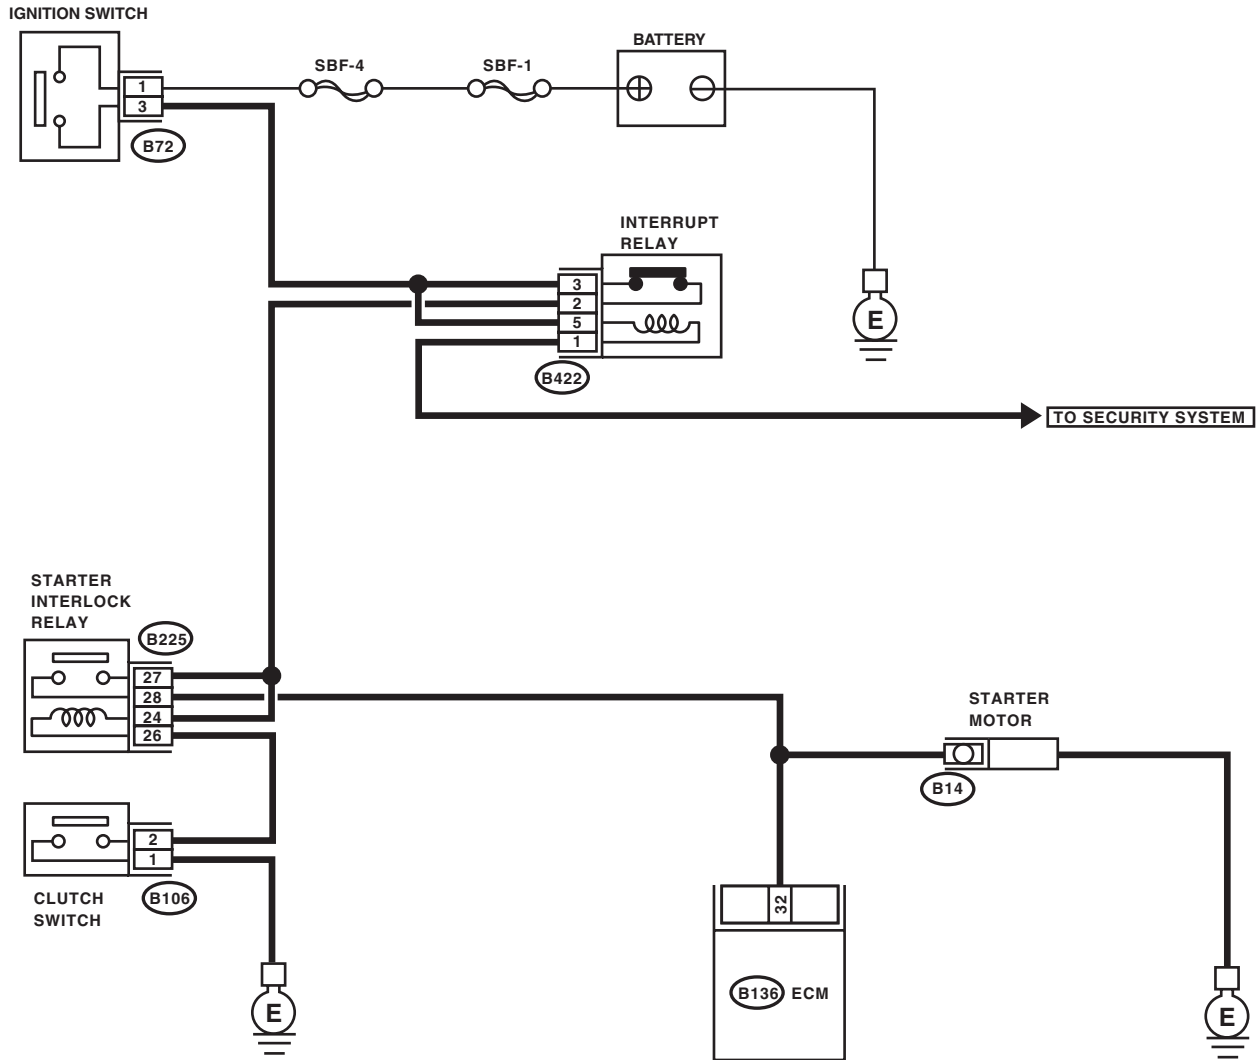 IGNITION SWITCH
1
3
B72
SBF-4
SBF-1
BATTERY
INTERRUPT
RELAY
3
2
5
1
B422
E
TO SECURITY SYSTEM
STARTER
INTERLOCK
RELAY
B225
27
28
24
26
STARTER
MOTOR
B14
2
1
CLUTCH
SWITCH
B106
E
32
B136 ECM
E